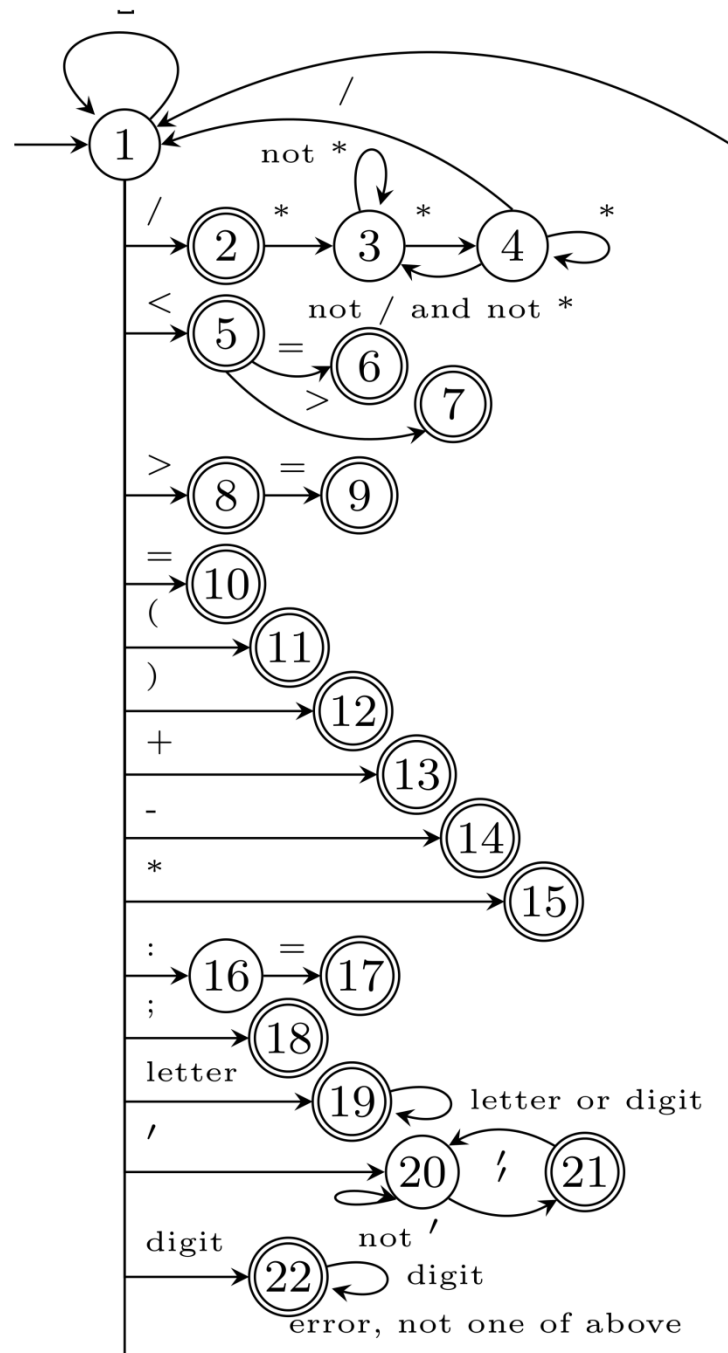 ␣
/
1
not *
/ * *
*
2 3 4
<
not / and not *
5 = 6
> 7
> =
8 9
=
10
(
11
)
12
+
13
-
14
*
15
: =
16 17
;
18
letter
19 letter or digit
'
20 ' 21
'
not '
digit
22 digit
error, not one of above